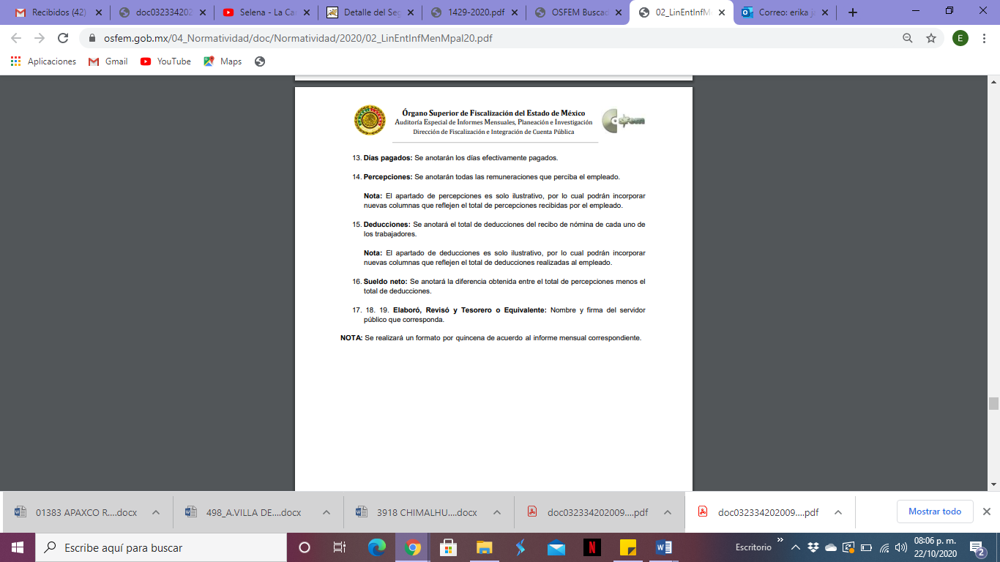 Recibidos (42)
doc032334202
Selena - La Ca
Detalle del Seg
1429-2020.pdf
OSFEM Buscad
02_LinEntInfM
Correo: erika ja
osfem.gob.mx/04_Normatividad/doc/Normatividad/2020/02_LinEntInfMenMpal20.pdf
E
Aplicaciones
Gmail
YouTube
Maps
Órgano Superior de Fiscalización del Estado de México
Auditoría Especial de Informes Mensuales, Planeación e Investigación
Dirección de Fiscalización e Integración de Cuenta Pública
osfem
13. Días pagados: Se anotarán los días efectivamente pagados.
14. Percepciones: Se anotarán todas las remuneraciones que perciba el empleado.
Nota: El apartado de percepciones es solo ilustrativo, por lo cual podrán incorporar
nuevas columnas que reflejen el total de percepciones recibidas por el empleado.
15. Deducciones: Se anotará el total de deducciones del recibo de nómina de cada uno de
los trabajadores.
Nota: El apartado de deducciones es solo ilustrativo, por lo cual podrán incorporar
nuevas columnas que reflejen el total de deducciones realizadas al empleado.
16. Sueldo neto: Se anotará la diferencia obtenida entre el total de percepciones menos el
total de deducciones.
17. 18. 19. Elaboró, Revisó y Tesorero o Equivalente: Nombre y firma del servidor
público que corresponda.
NOTA: Se realizará un formato por quincena de acuerdo al informe mensual correspondiente.
01383 APAXCO R....docx
498_A.VILLA DE....docx
3918 CHIMALHU....docx
doc032334202009....pdf
doc032334202009....pdf
Mostrar todo
Escribe aquí para buscar
Escritorio
08:06 p. m.
22/10/2020
2